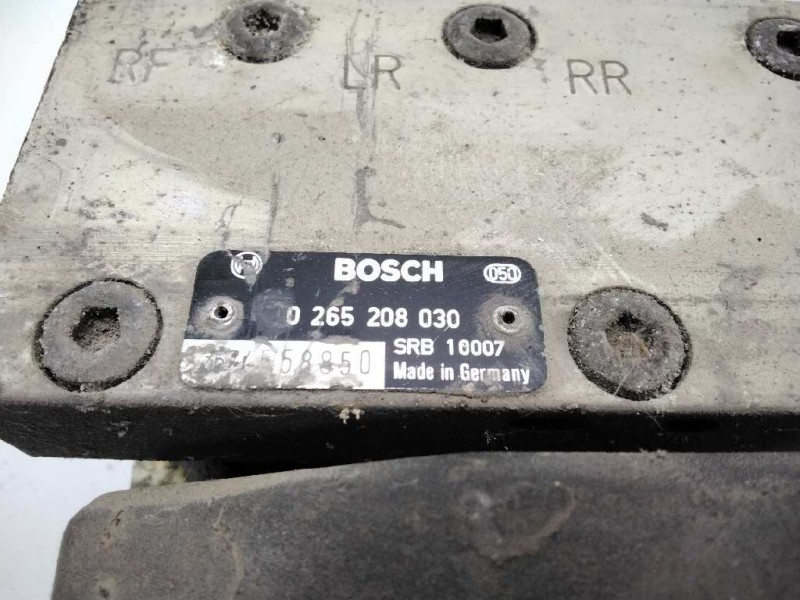 RF LR RR
L
BOSCH 050
0 265 208 030
SRB 10007
58850
Made in Germany